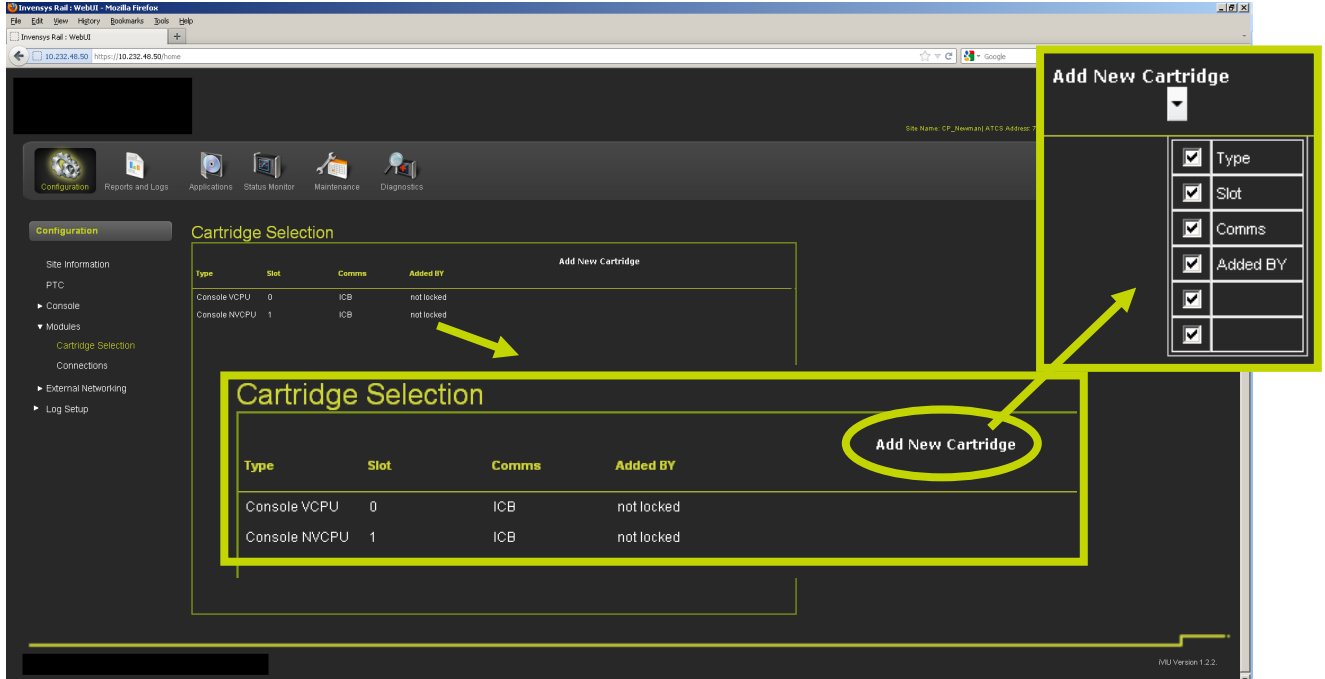 Invensys Rail : WebUI - Mozilla Firefox
File Edit View History Bookmarks Tools Help
Invensys Rail : WebUI +
10.232.48.50 https://10.232.48.50/home Google
Site Name: CP_Newman| ATCS Address: 7
Configuration Reports and Logs Applications Status Monitor Maintenance Diagnostics
Configuration
Site Information
PTC
Console
Modules
Cartridge Selection
Connections
External Networking
Log Setup
Cartridge Selection
Add New Cartridge
Type Slot Comms Added BY
Console VCPU 0 ICB not locked
Console NVCPU 1 ICB not locked
Cartridge Selection
Add New Cartridge
Type Slot Comms Added BY
Console VCPU 0 ICB not locked
Console NVCPU 1 ICB not locked
Add New Cartridge
Type
Slot
Comms
Added BY
iVIU Version 1.2.2.